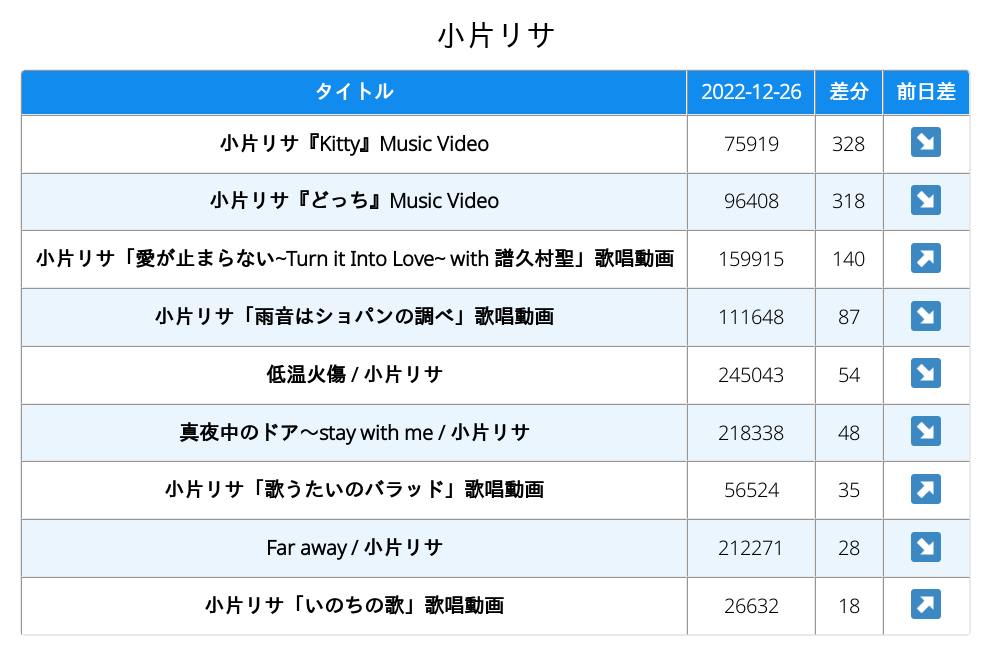 小片リサ
タイトル 2022-12-26 差分 前日差
小片リサ『Kitty』Music Video 75919 328 ↘
小片リサ『どっち』Music Video 96408 318 ↘
小片リサ「愛が止まらない~Turn it Into Love~ with 譜久村聖」歌唱動画 159915 140 ↗
小片リサ「雨音はショパンの調べ」歌唱動画 111648 87 ↘
低温火傷 / 小片リサ 245043 54 ↘
真夜中のドア〜stay with me / 小片リサ 218338 48 ↘
小片リサ「歌うたいのバラッド」歌唱動画 56524 35 ↗
Far away / 小片リサ 212271 28 ↘
小片リサ「いのちの歌」歌唱動画 26632 18 ↗